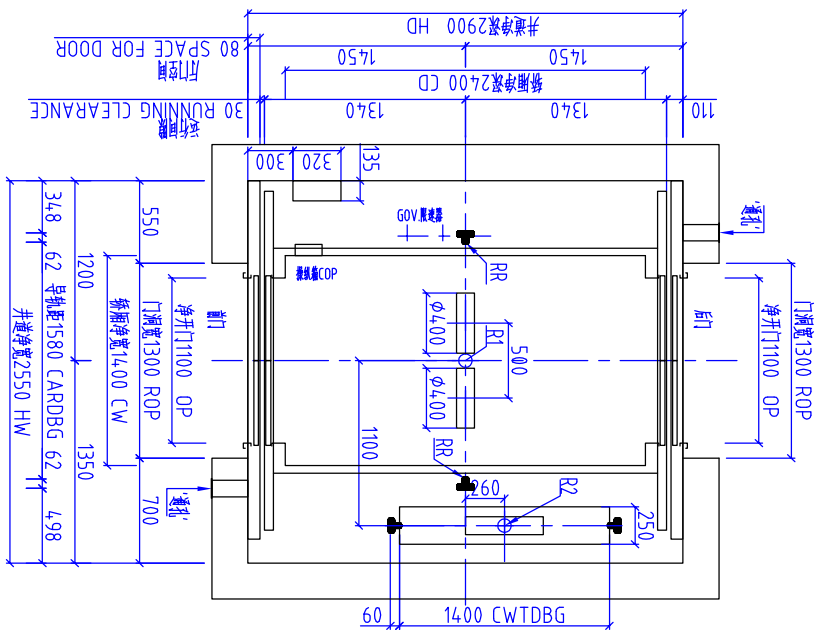 井道净深2900 HD
1450
1450
80 SPACE FOR DOOR
后门空间
轿厢净深2400 CD
30 RUNNING CLEARANCE
运行间隙
1340
1340
110
300
320
135
348
550
1200
62
导轨距1580 CARDBG
62
498
1350
700
井道净宽2550 HW
轿厢净宽1400 CW
门洞宽1300 ROP
净开门1100 OP
前门
GOV.限速器
操纵箱COP
RR
R1
ϕ400
ϕ400
500
1100
RR
260
R2
250
60
1400 CWTDBG
后门
净开门1100 OP
门洞宽1300 ROP